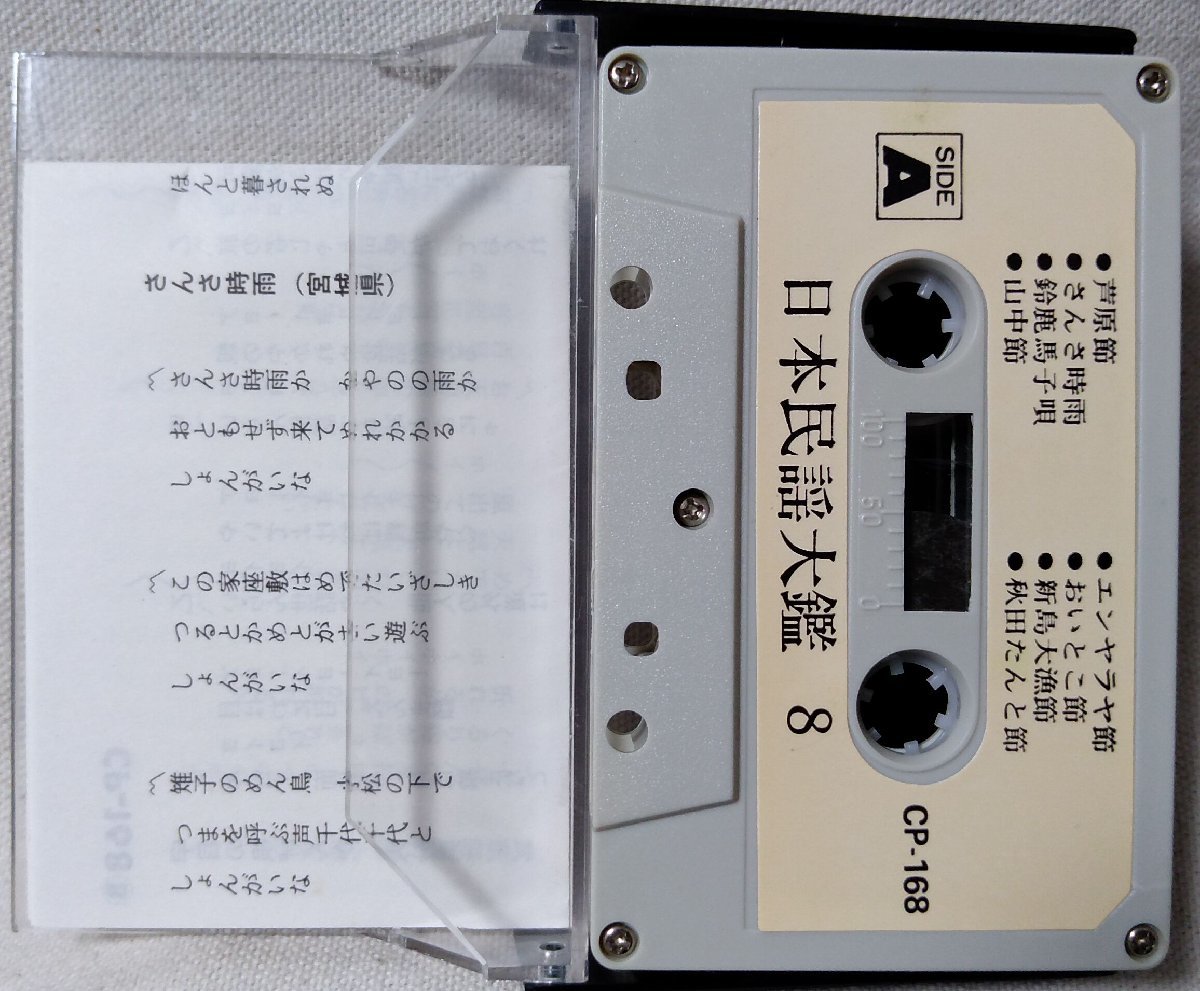 ほんと暮されぬ
さんさ時雨（宮城県）
〽さんさ時雨か かやのの雨か
おともせず来てぬれかかる
しょんがいな
〽この家座敷はめでたいざしき
つるとかめとが舞い遊ぶ
しょんがいな
〽雉子のめん鳥 小松の下で
つまを呼ぶ声千代千代と
しょんがいな
SIDE
A
●芦原節
●さんさ時雨
●鈴鹿馬子唄
●山中節
●エンヤラヤ節
●おいとこ節
●新島大漁節
●秋田たんと節
100
50
0
日本民謡大鑑 8
CP-168
CP-168